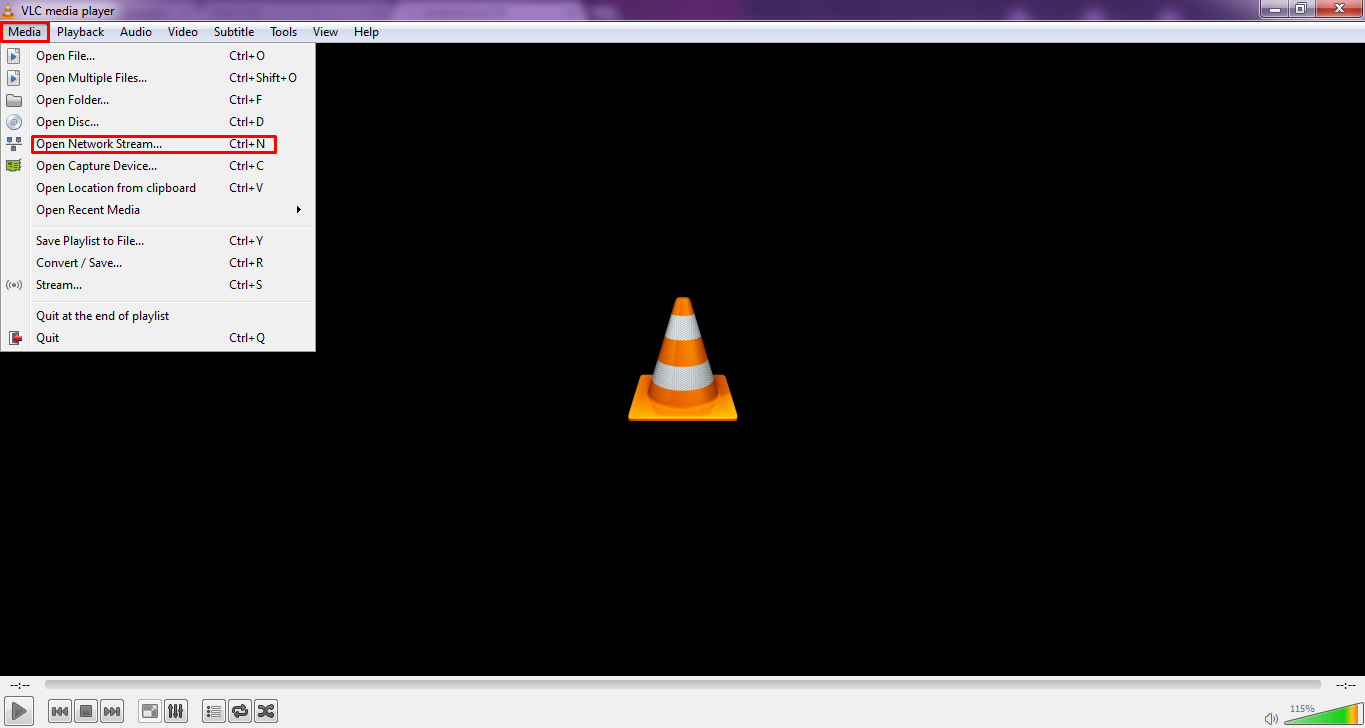 VLC media player
Media Playback Audio Video Subtitle Tools View Help
Open File... Ctrl+O
Open Multiple Files... Ctrl+Shift+O
Open Folder... Ctrl+F
Open Disc... Ctrl+D
Open Network Stream... Ctrl+N
Open Capture Device... Ctrl+C
Open Location from clipboard Ctrl+V
Open Recent Media
Save Playlist to File... Ctrl+Y
Convert / Save... Ctrl+R
Stream... Ctrl+S
Quit at the end of playlist
Quit Ctrl+Q
--:-- --:--
115%